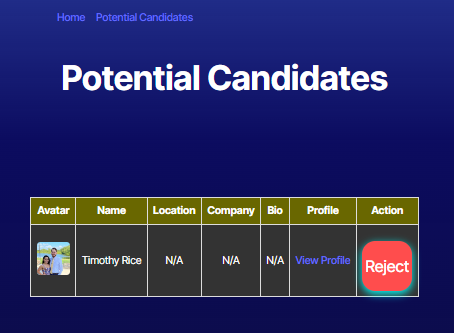 Home Potential Candidates
Potential Candidates
Avatar Name Location Company Bio Profile Action
Timothy Rice N/A N/A N/A View Profile Reject